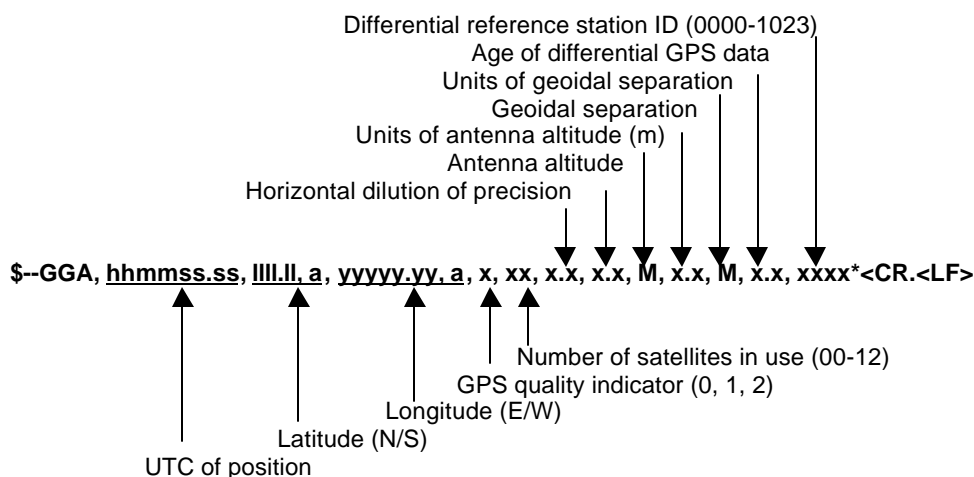 Differential reference station ID (0000-1023)
Age of differential GPS data
Units of geoidal separation
Geoidal separation
Units of antenna altitude (m)
Antenna altitude
Horizontal dilution of precision
$--GGA, hhmmss.ss, llll.ll, a, yyyyy.yy, a, x, xx, x.x, x.x, M, x.x, M, x.x, xxxx*<CR.<LF>
Number of satellites in use (00-12)
GPS quality indicator (0, 1, 2)
Longitude (E/W)
Latitude (N/S)
UTC of position